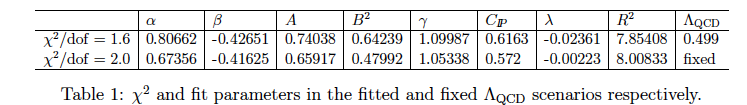 α β A B² γ C_IP λ R² Λ_QCD
χ²/dof = 1.6 0.80662 -0.42651 0.74038 0.64239 1.09987 0.6163 -0.02361 7.85408 0.499
χ²/dof = 2.0 0.67356 -0.41625 0.65917 0.47992 1.05338 0.572 -0.00223 8.00833 fixed
Table 1: χ² and fit parameters in the fitted and fixed Λ_QCD scenarios respectively.